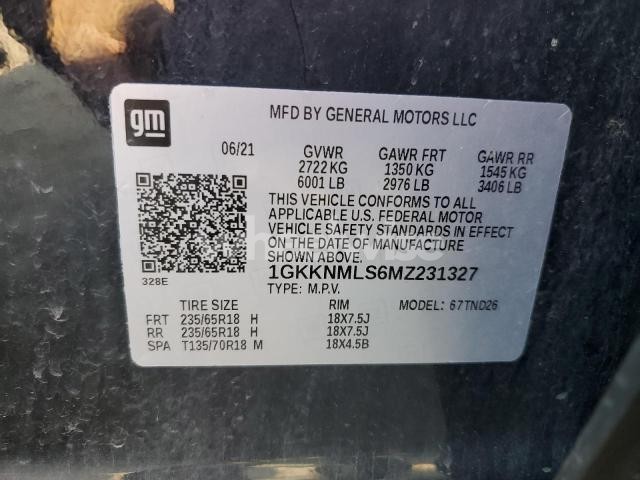 gm
MFD BY GENERAL MOTORS LLC
06/21 GVWR GAWR FRT GAWR RR
2722 KG 1350 KG 1545 KG
6001 LB 2976 LB 3406 LB
THIS VEHICLE CONFORMS TO ALL
APPLICABLE U.S. FEDERAL MOTOR
VEHICLE SAFETY STANDARDS IN EFFECT
ON THE DATE OF MANUFACTURE
SHOWN ABOVE.
1GKKNMLS6MZ231327
328E
TYPE: M.P.V. MODEL: 67TND26
TIRE SIZE RIM
FRT 235/65R18 H 18X7.5J
RR 235/65R18 H 18X7.5J
SPA T135/70R18 M 18X4.5B